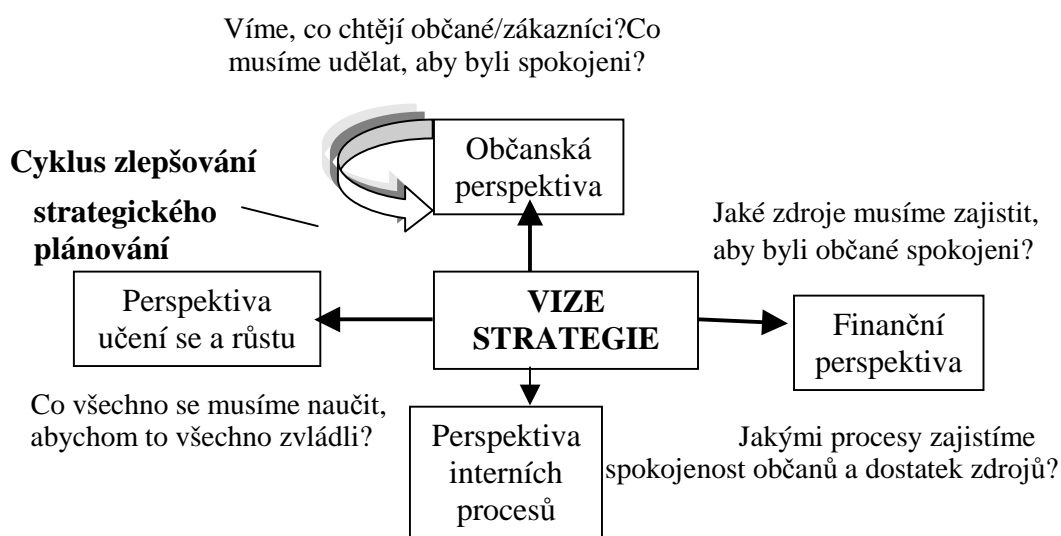 Víme, co chtějí občané/zákazníci?Co
musíme udělat, aby byli spokojeni?
Občanská
perspektiva
Cyklus zlepšování
strategického
plánování
Jaké zdroje musíme zajistit,
aby byli občané spokojeni?
Perspektiva
učení se a růstu
VIZE
STRATEGIE
Finanční
perspektiva
Co všechno se musíme naučit,
abychom to všechno zvládli?
Perspektiva
interních
procesů
Jakými procesy zajistíme
spokojenost občanů a dostatek zdrojů?